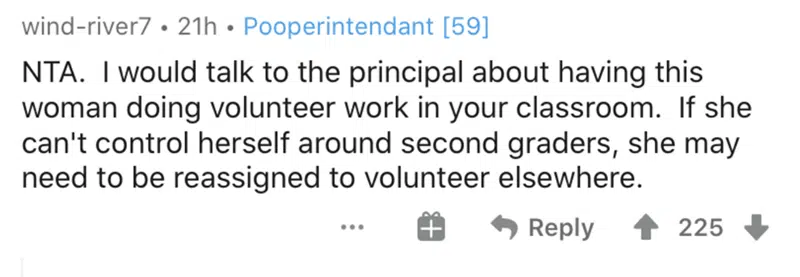 wind-river7 • 21h • Pooperintendant [59]
NTA.  I would talk to the principal about having this
woman doing volunteer work in your classroom.  If she
can't control herself around second graders, she may
need to be reassigned to volunteer elsewhere.
... Reply 225